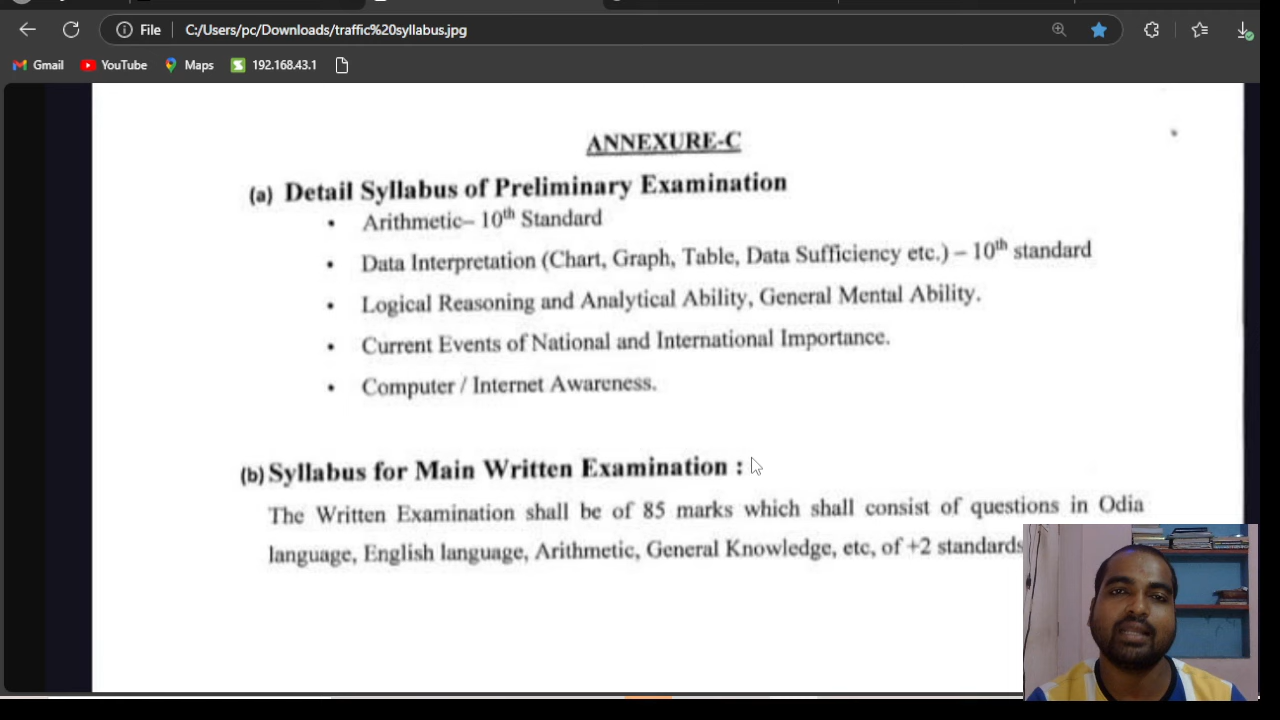 File C:/Users/pc/Downloads/traffic%20syllabus.jpg
Gmail YouTube Maps 192.168.43.1
ANNEXURE-C
(a) Detail Syllabus of Preliminary Examination
• Arithmetic– 10th Standard
• Data Interpretation (Chart, Graph, Table, Data Sufficiency etc.) – 10th standard
• Logical Reasoning and Analytical Ability, General Mental Ability.
• Current Events of National and International Importance.
• Computer / Internet Awareness.
(b) Syllabus for Main Written Examination :
The Written Examination shall be of 85 marks which shall consist of questions in Odia
language, English language, Arithmetic, General Knowledge, etc, of +2 standards